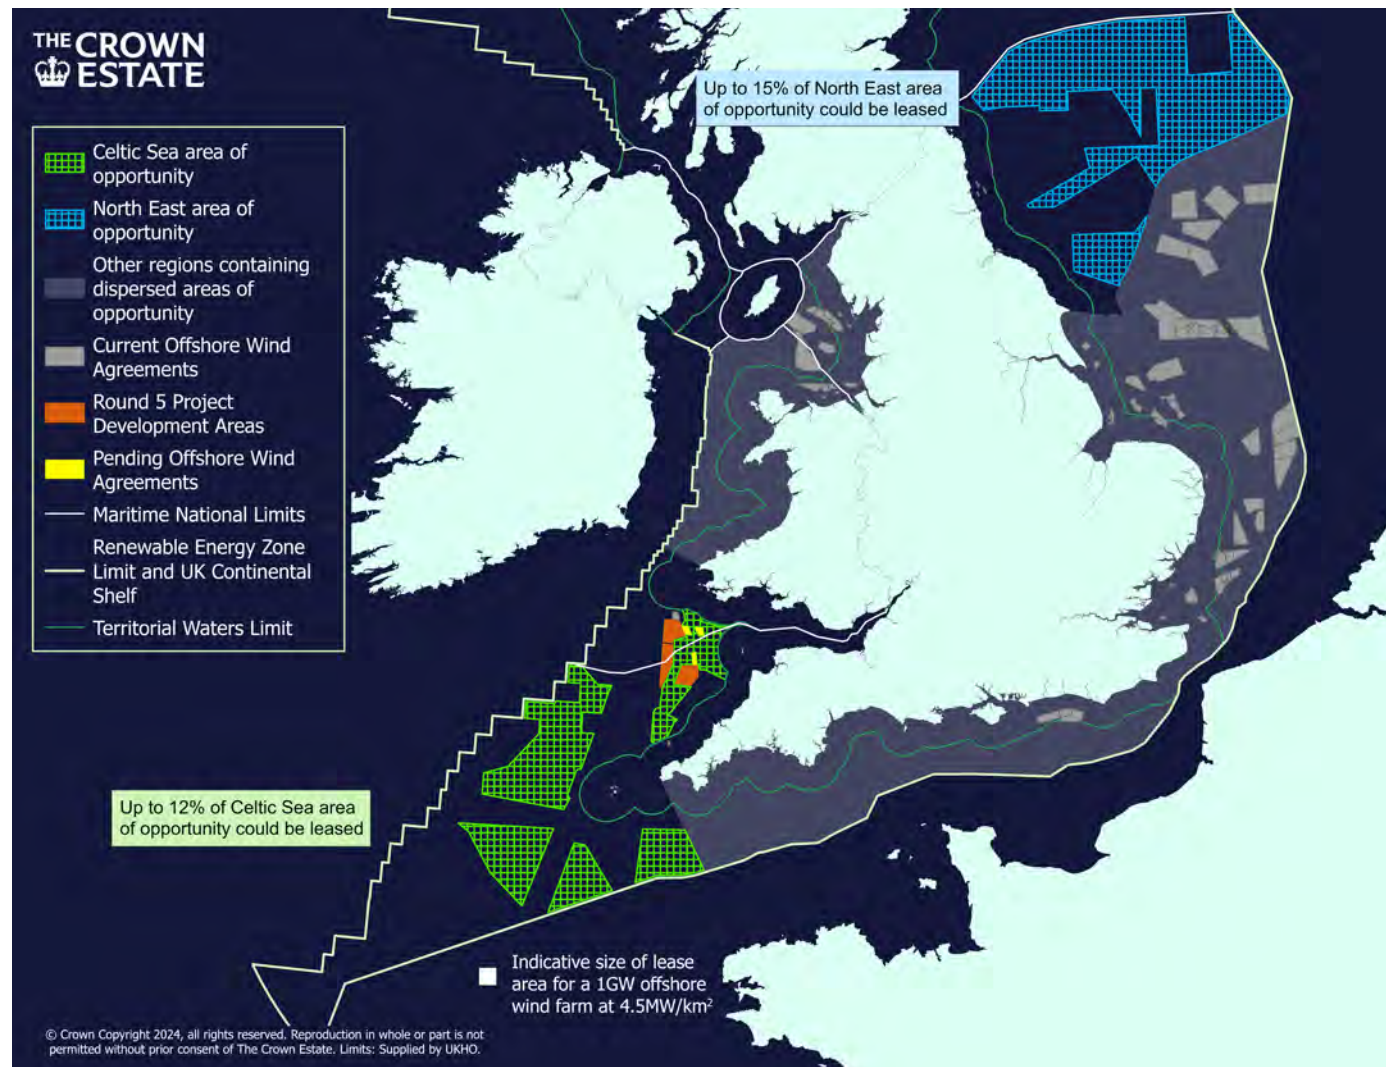 THE CROWN
ESTATE
Celtic Sea area of
opportunity
North East area of
opportunity
Other regions containing
dispersed areas of
opportunity
Current Offshore Wind
Agreements
Round 5 Project
Development Areas
Pending Offshore Wind
Agreements
Maritime National Limits
Renewable Energy Zone
Limit and UK Continental
Shelf
Territorial Waters Limit
Up to 15% of North East area
of opportunity could be leased
Up to 12% of Celtic Sea area
of opportunity could be leased
Indicative size of lease
area for a 1GW offshore
wind farm at 4.5MW/km²
© Crown Copyright 2024, all rights reserved. Reproduction in whole or part is not
permitted without prior consent of The Crown Estate. Limits: Supplied by UKHO.